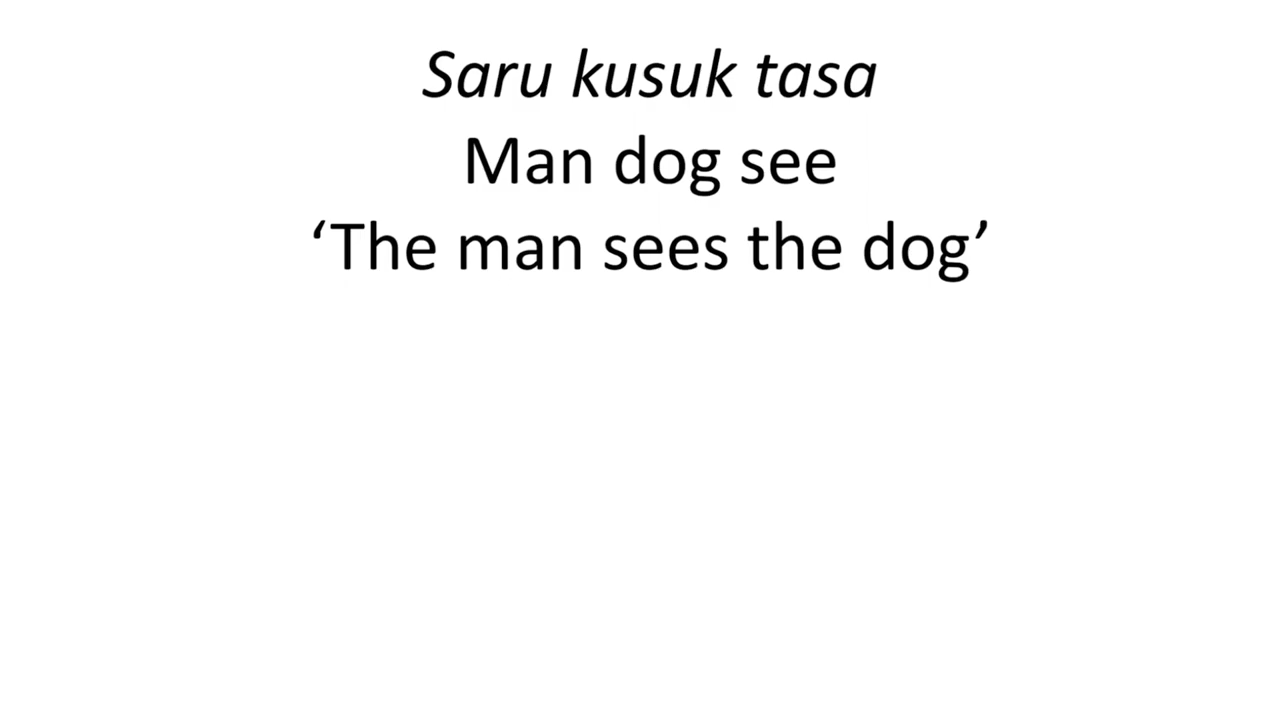 Saru kusuk tasa
Man dog see
‘The man sees the dog’